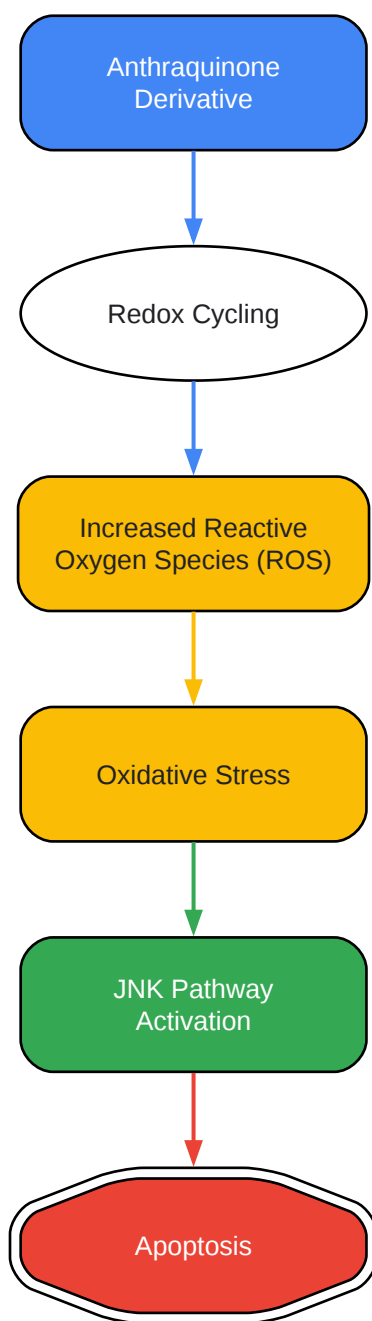 Anthraquinone
Derivative
Redox Cycling
Increased Reactive
Oxygen Species (ROS)
Oxidative Stress
JNK Pathway
Activation
Apoptosis